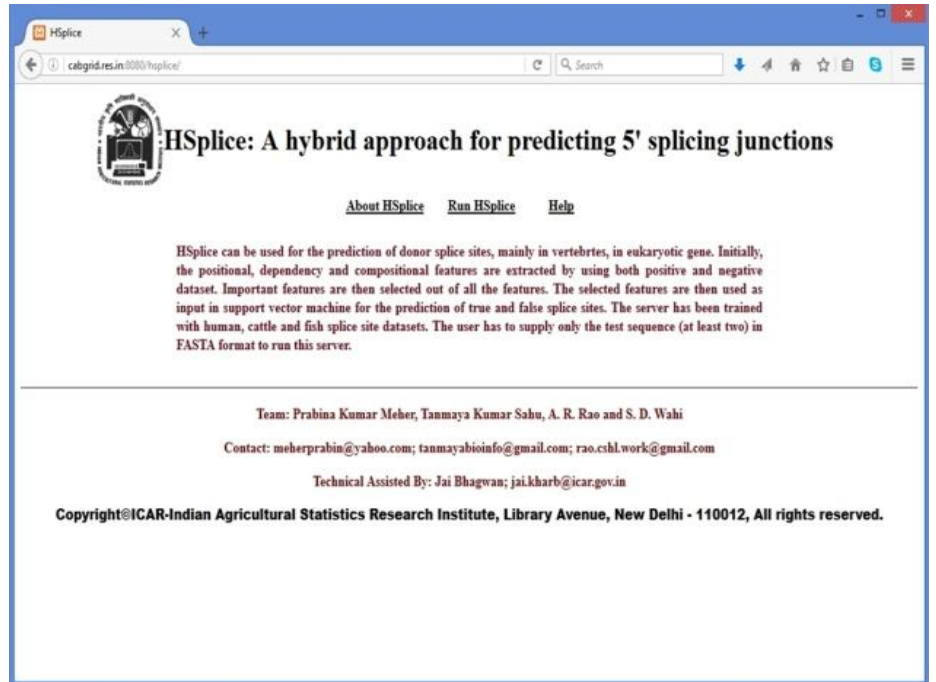 HSplice
cabgrid.res.in:8080/hsplice/
Search
HSplice: A hybrid approach for predicting 5' splicing junctions
About HSplice Run HSplice Help
HSplice can be used for the prediction of donor splice sites, mainly in vertebrtes, in eukaryotic gene. Initially,
the positional, dependency and compositional features are extracted by using both positive and negative
dataset. Important features are then selected out of all the features. The selected features are then used as
input in support vector machine for the prediction of true and false splice sites. The server has been trained
with human, cattle and fish splice site datasets. The user has to supply only the test sequence (at least two) in
FASTA format to run this server.
Team: Prabina Kumar Meher, Tanmaya Kumar Sahu, A. R. Rao and S. D. Wahi
Contact: meherprabin@yahoo.com; tanmayabioinfo@gmail.com; rao.cshl.work@gmail.com
Technical Assisted By: Jai Bhagwan; jai.kharb@icar.gov.in
Copyright©ICAR-Indian Agricultural Statistics Research Institute, Library Avenue, New Delhi - 110012, All rights reserved.